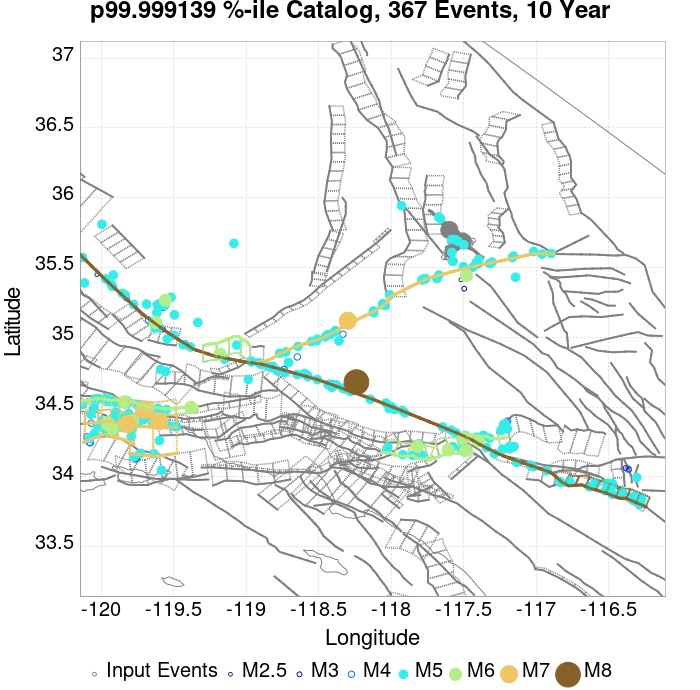 p99.999139 %-ile Catalog, 367 Events, 10 Year
37
36.5
36
35.5
35
34.5
34
33.5
Latitude
-120 -119.5 -119 -118.5 -118 -117.5 -117 -116.5
Longitude
Input Events M2.5 M3 M4 M5 M6 M7 M8